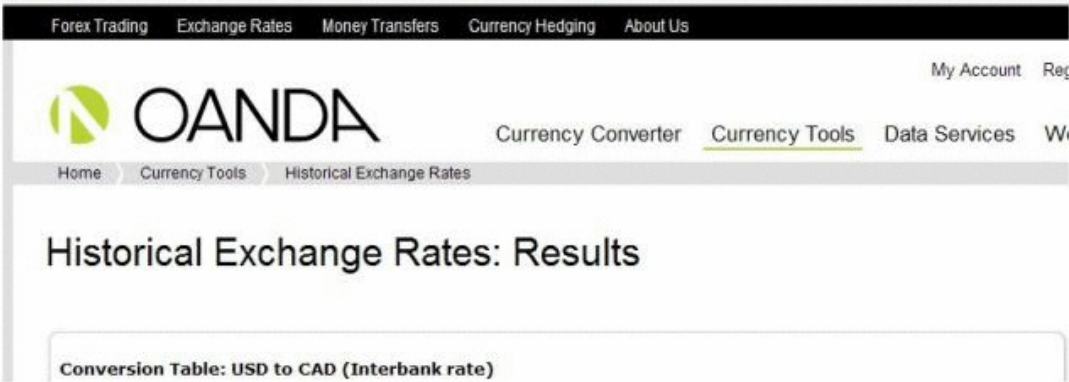 Forex Trading Exchange Rates Money Transfers Currency Hedging About Us
My Account
OANDA
Currency Converter Currency Tools Data Services
Home Currency Tools Historical Exchange Rates
Historical Exchange Rates: Results
Conversion Table: USD to CAD (Interbank rate)